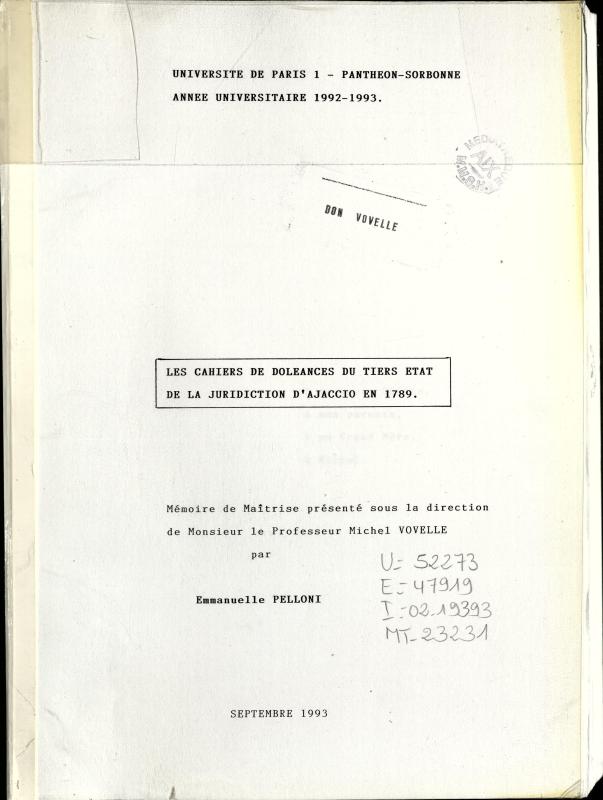 UNIVERSITE DE PARIS 1 - PANTHEON-SORBONNE
ANNEE UNIVERSITAIRE 1992-1993.
AIX
DON VOVELLE
LES CAHIERS DE DOLEANCES DU TIERS ETAT
DE LA JURIDICTION D'AJACCIO EN 1789.
Mémoire de Maîtrise présenté sous la direction
de Monsieur le Professeur Michel VOVELLE
par
Emmanuelle PELLONI
U- 52273
E- 47919
I-02-19393
MT- 23231
SEPTEMBRE 1993